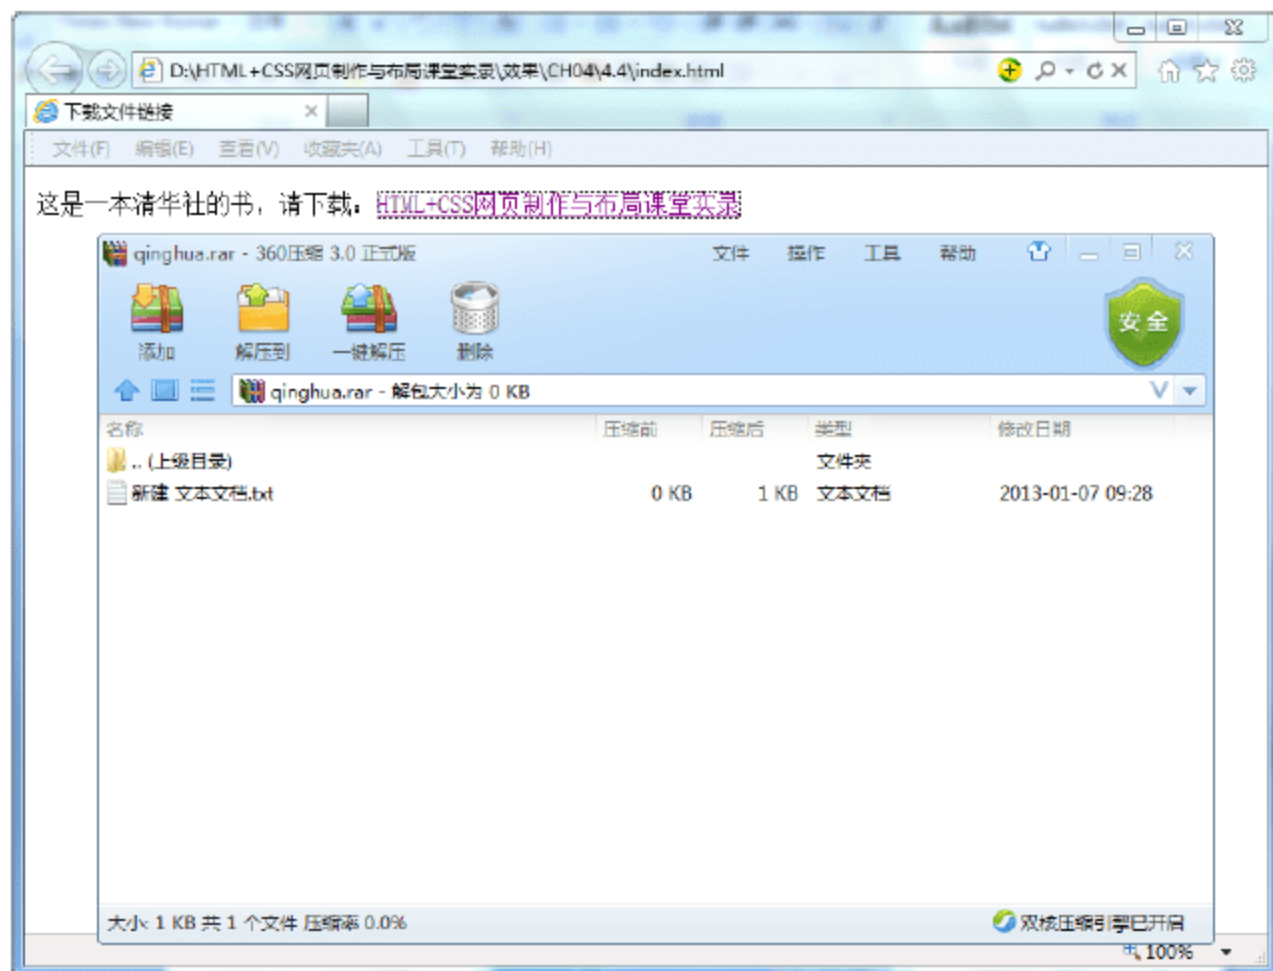 D:\HTML+CSS网页制作与布局课堂实录\效果\CH04\4.4\index.html
下载文件链接
文件(F) 编辑(E) 查看(V) 收藏夹(A) 工具(T) 帮助(H)
这是一本清华社的书，请下载：HTML+CSS网页制作与布局课堂实录
qinghua.rar - 360压缩 3.0 正式版 文件 操作 工具 帮助
添加 解压到 一键解压 删除 安全
qinghua.rar - 解包大小为 0 KB
名称 压缩前 压缩后 类型 修改日期
.. (上级目录) 文件夹
新建 文本文档.txt 0 KB 1 KB 文本文档 2013-01-07 09:28
大小: 1 KB 共 1 个文件 压缩率 0.0% 双核压缩引擎已开启
100%